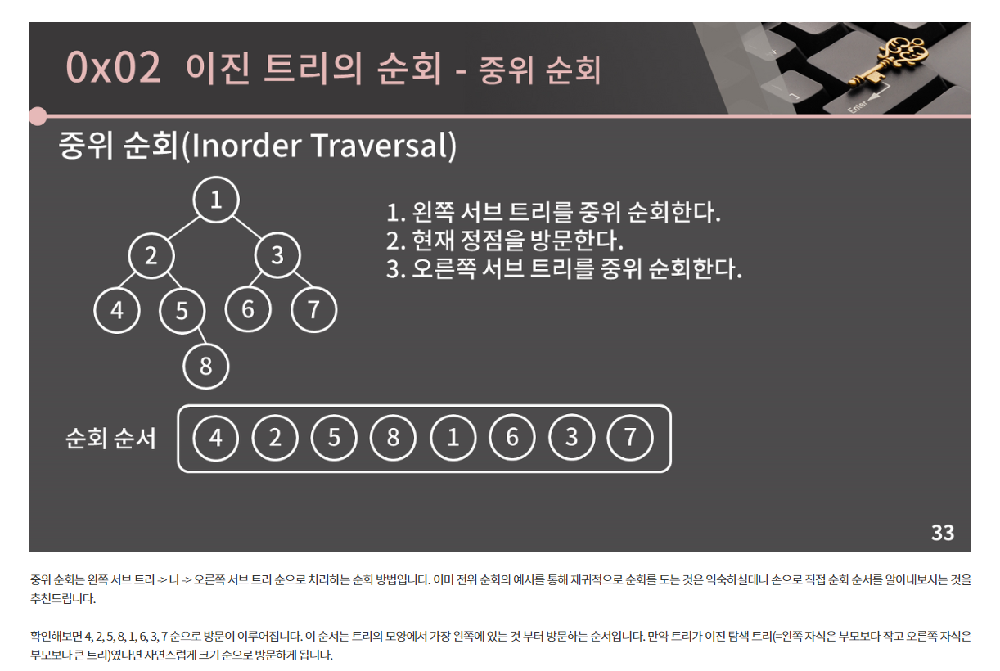 0x02 이진 트리의 순회 - 중위 순회
Enter
중위 순회(Inorder Traversal)
1
2 3
4 5 6 7
8
1. 왼쪽 서브 트리를 중위 순회한다.
2. 현재 정점을 방문한다.
3. 오른쪽 서브 트리를 중위 순회한다.
순회 순서 4 2 5 8 1 6 3 7
33
중위 순회는 왼쪽 서브 트리 -> 나 -> 오른쪽 서브 트리 순으로 처리하는 순회 방법입니다. 이미 전위 순회의 예시를 통해 재귀적으로 순회를 도는 것은 익숙하실테니 손으로 직접 순회 순서를 알아내보시는 것을
추천드립니다.
확인해보면 4, 2, 5, 8, 1, 6, 3, 7 순으로 방문이 이루어집니다. 이 순서는 트리의 모양에서 가장 왼쪽에 있는 것 부터 방문하는 순서입니다. 만약 트리가 이진 탐색 트리(=왼쪽 자식은 부모보다 작고 오른쪽 자식은
부모보다 큰 트리)였다면 자연스럽게 크기 순으로 방문하게 됩니다.